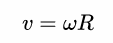 v = ωR